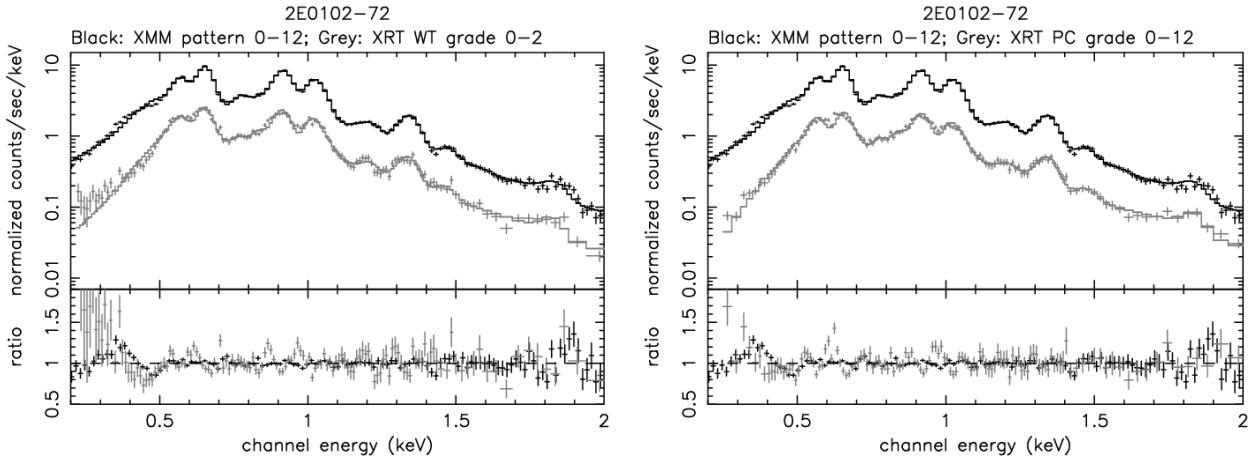 2E0102-72
Black: XMM pattern 0-12; Grey: XRT WT grade 0-2
normalized counts/sec/keV
10
1
0.1
0.01
ratio
1.5
1
0.5
0.5
1
1.5
2
channel energy (keV)
2E0102-72
Black: XMM pattern 0-12; Grey: XRT PC grade 0-12
normalized counts/sec/keV
10
1
0.1
0.01
ratio
1.5
1
0.5
0.5
1
1.5
2
channel energy (keV)